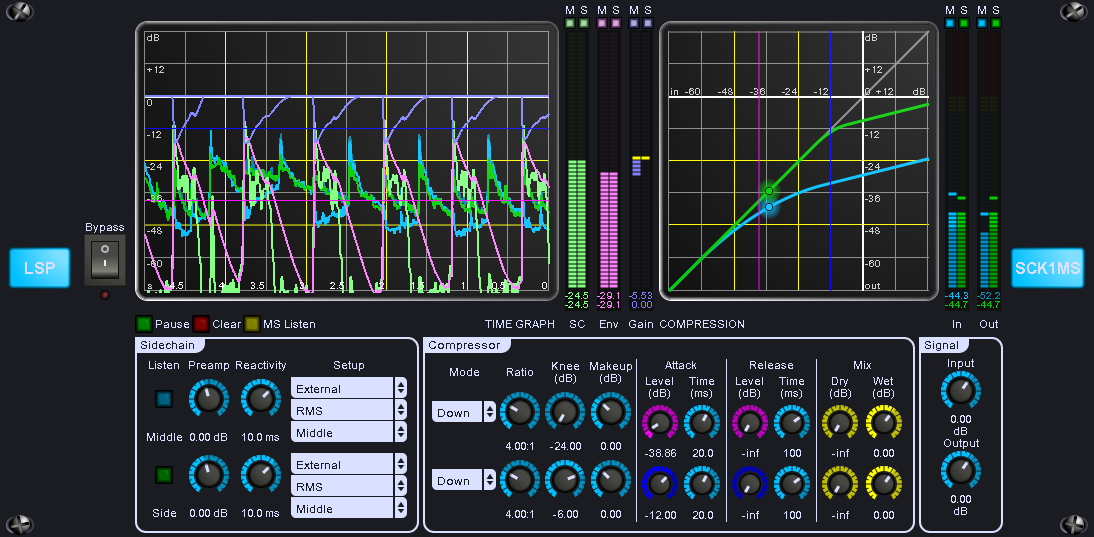 M S M S M S M S M S
dB
+12
0
-12
-24
-36
-48
-60
s 4.5 4 3.5 3 2.5 2 1.5 1 0.5 0
-24.5 -29.1 -5.53
-24.5 -29.1 0.00
dB
+12
in -60 -48 -36 -24 -12 0 +12 dB
-12
-24
-36
-48
-60
out
-44.3 -52.2
-44.7 -44.7
Bypass
LSP
SCK1MS
Pause Clear MS Listen TIME GRAPH SC Env Gain COMPRESSION In Out
Sidechain
Listen Preamp Reactivity Setup
External
RMS
Middle
Middle 0.00 dB 10.0 ms
External
RMS
Middle
Side 0.00 dB 10.0 ms
Compressor
Mode Ratio Knee (dB) Makeup (dB)
Attack
Level (dB) Time (ms)
Release
Level (dB) Time (ms)
Mix
Dry (dB) Wet (dB)
Down
4.00:1 -24.00 0.00 -38.86 20.0 -inf 100 -inf 0.00
Down
4.00:1 -6.00 0.00 -12.00 20.0 -inf 100 -inf 0.00
Signal
Input
0.00
dB
Output
0.00
dB